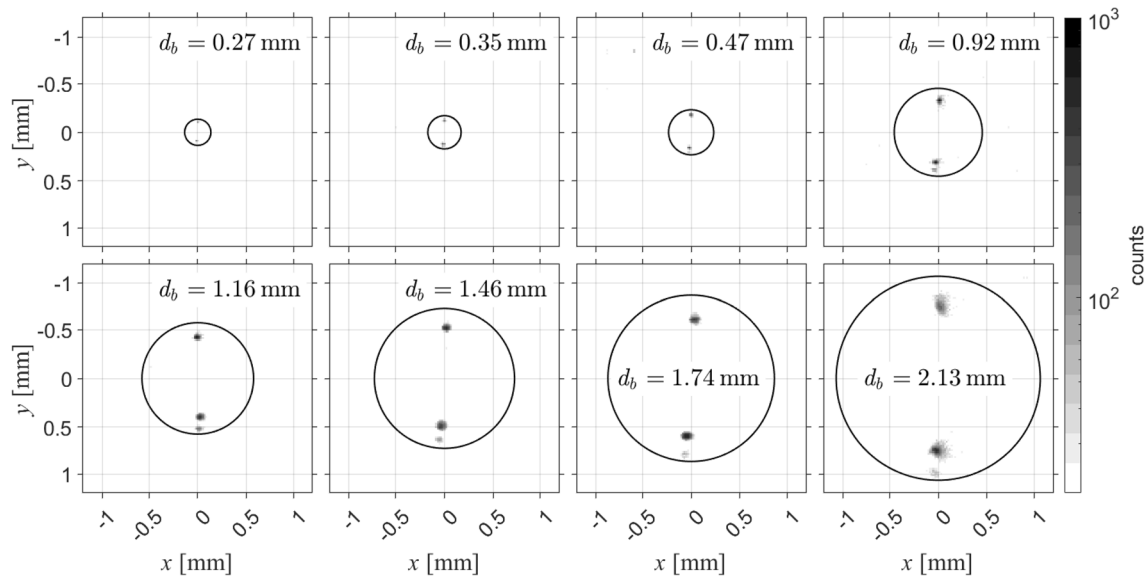 d_b = 0.27 mm
d_b = 0.35 mm
d_b = 0.47 mm
d_b = 0.92 mm
10³
-1
-0.5
0
0.5
1
y [mm]
counts
10²
d_b = 1.16 mm
d_b = 1.46 mm
d_b = 1.74 mm
d_b = 2.13 mm
-1
-0.5
0
0.5
1
y [mm]
-1
-0.5
0
0.5
1
-1
-0.5
0
0.5
1
-1
-0.5
0
0.5
1
-1
-0.5
0
0.5
1
x [mm]
x [mm]
x [mm]
x [mm]